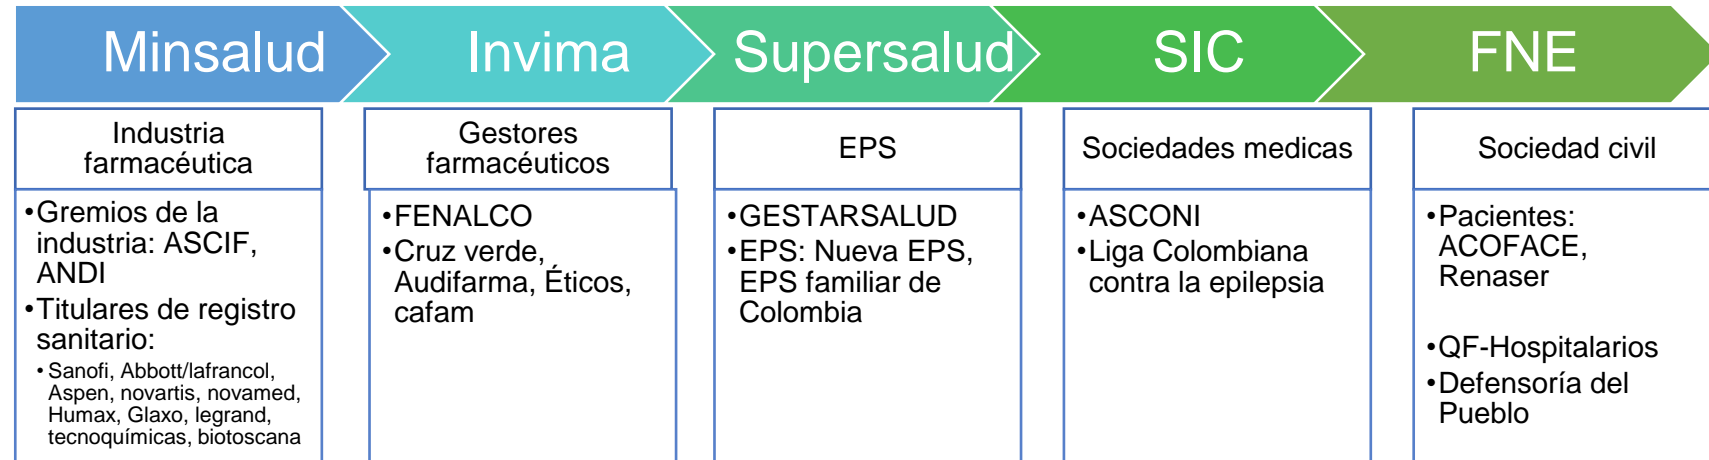 Minsalud
Invima
Supersalud
SIC
FNE
Industria
farmacéutica
•Gremios de la
industria: ASCIF,
ANDI
•Titulares de registro
sanitario:
• Sanofi, Abbott/lafrancol,
Aspen, novartis, novamed,
Humax, Glaxo, legrand,
tecnoquímicas, biotoscana
Gestores
farmacéuticos
•FENALCO
•Cruz verde,
Audifarma, Éticos,
cafam
EPS
•GESTARSALUD
•EPS: Nueva EPS,
EPS familiar de
Colombia
Sociedades medicas
•ASCONI
•Liga Colombiana
contra la epilepsia
Sociedad civil
•Pacientes:
ACOFACE,
Renaser
•QF-Hospitalarios
•Defensoría del
Pueblo